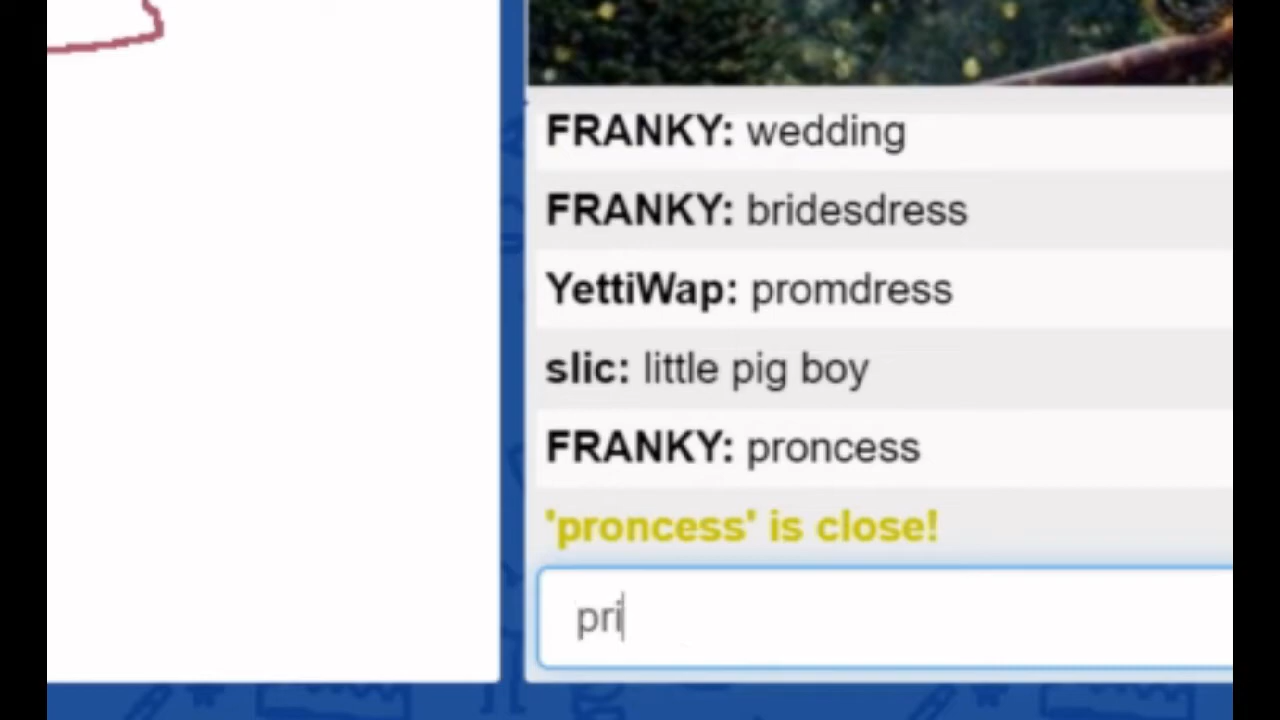 FRANKY: wedding
FRANKY: bridesdress
YettiWap: promdress
slic: little pig boy
FRANKY: proncess
'proncess' is close!
pri